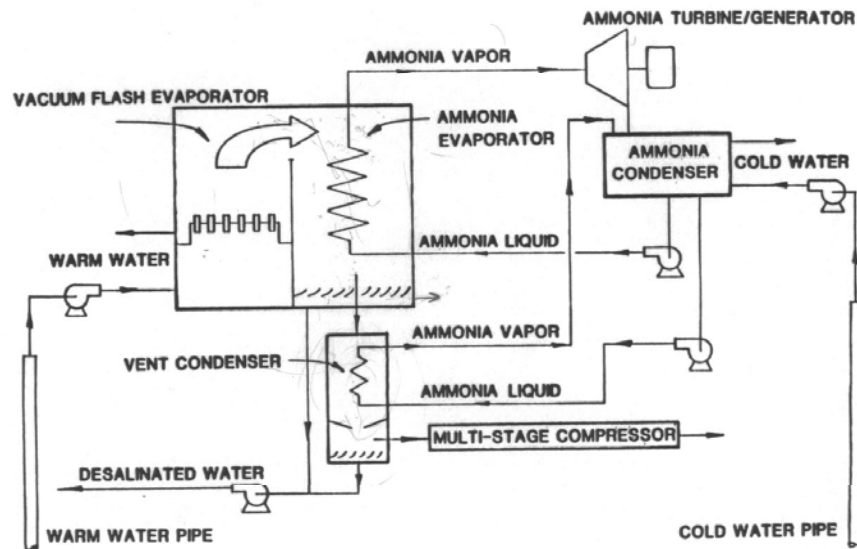 AMMONIA TURBINE/GENERATOR
AMMONIA VAPOR
VACUUM FLASH EVAPORATOR
AMMONIA
EVAPORATOR
AMMONIA
CONDENSER
COLD WATER
AMMONIA LIQUID
WARM WATER
AMMONIA VAPOR
VENT CONDENSER
AMMONIA LIQUID
MULTI-STAGE COMPRESSOR
DESALINATED WATER
WARM WATER PIPE
COLD WATER PIPE